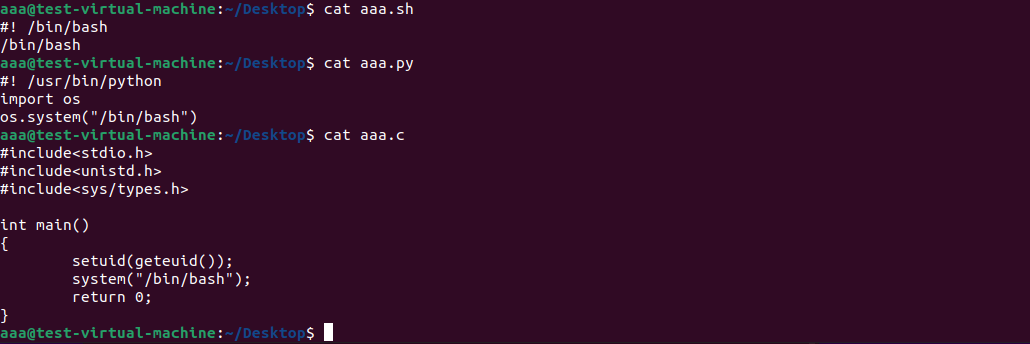 aaa@test-virtual-machine:~/Desktop$ cat aaa.sh
#! /bin/bash
/bin/bash
aaa@test-virtual-machine:~/Desktop$ cat aaa.py
#! /usr/bin/python
import os
os.system("/bin/bash")
aaa@test-virtual-machine:~/Desktop$ cat aaa.c
#include<stdio.h>
#include<unistd.h>
#include<sys/types.h>

int main()
{
        setuid(geteuid());
        system("/bin/bash");
        return 0;
}
aaa@test-virtual-machine:~/Desktop$